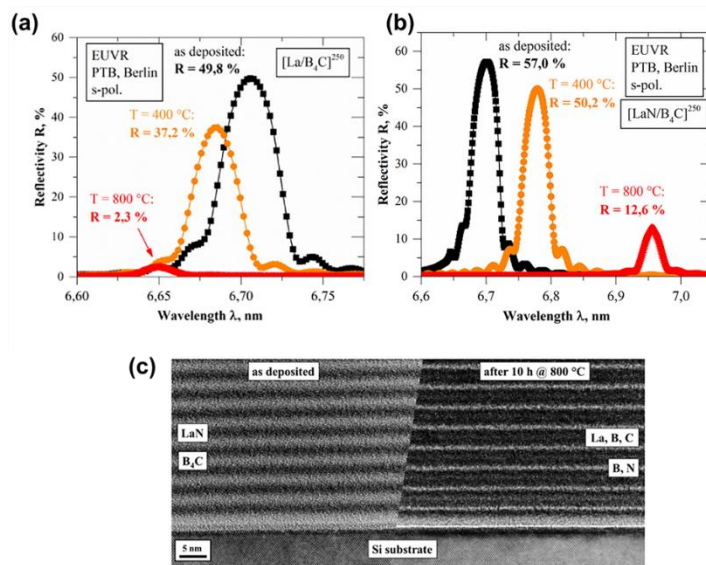 (a)
EUVR
PTB, Berlin
s-pol.
as deposited:
R = 49,8 %
[La/B₄C]²⁵⁰
T = 400 °C:
R = 37,2 %
T = 800 °C:
R = 2,3 %
Reflectivity R, %
60
50
40
30
20
10
0
6,60 6,65 6,70 6,75
Wavelength λ, nm
(b)
as deposited:
R = 57,0 %
EUVR
PTB, Berlin
s-pol.
T = 400 °C:
R = 50,2 %
[LaN/B₄C]²⁵⁰
T = 800 °C:
R = 12,6 %
Reflectivity R, %
60
50
40
30
20
10
0
6,6 6,7 6,8 6,9 7,0
Wavelength λ, nm
(c)
as deposited
after 10 h @ 800 °C
LaN
B₄C
La, B, C
B, N
5 nm
Si substrate